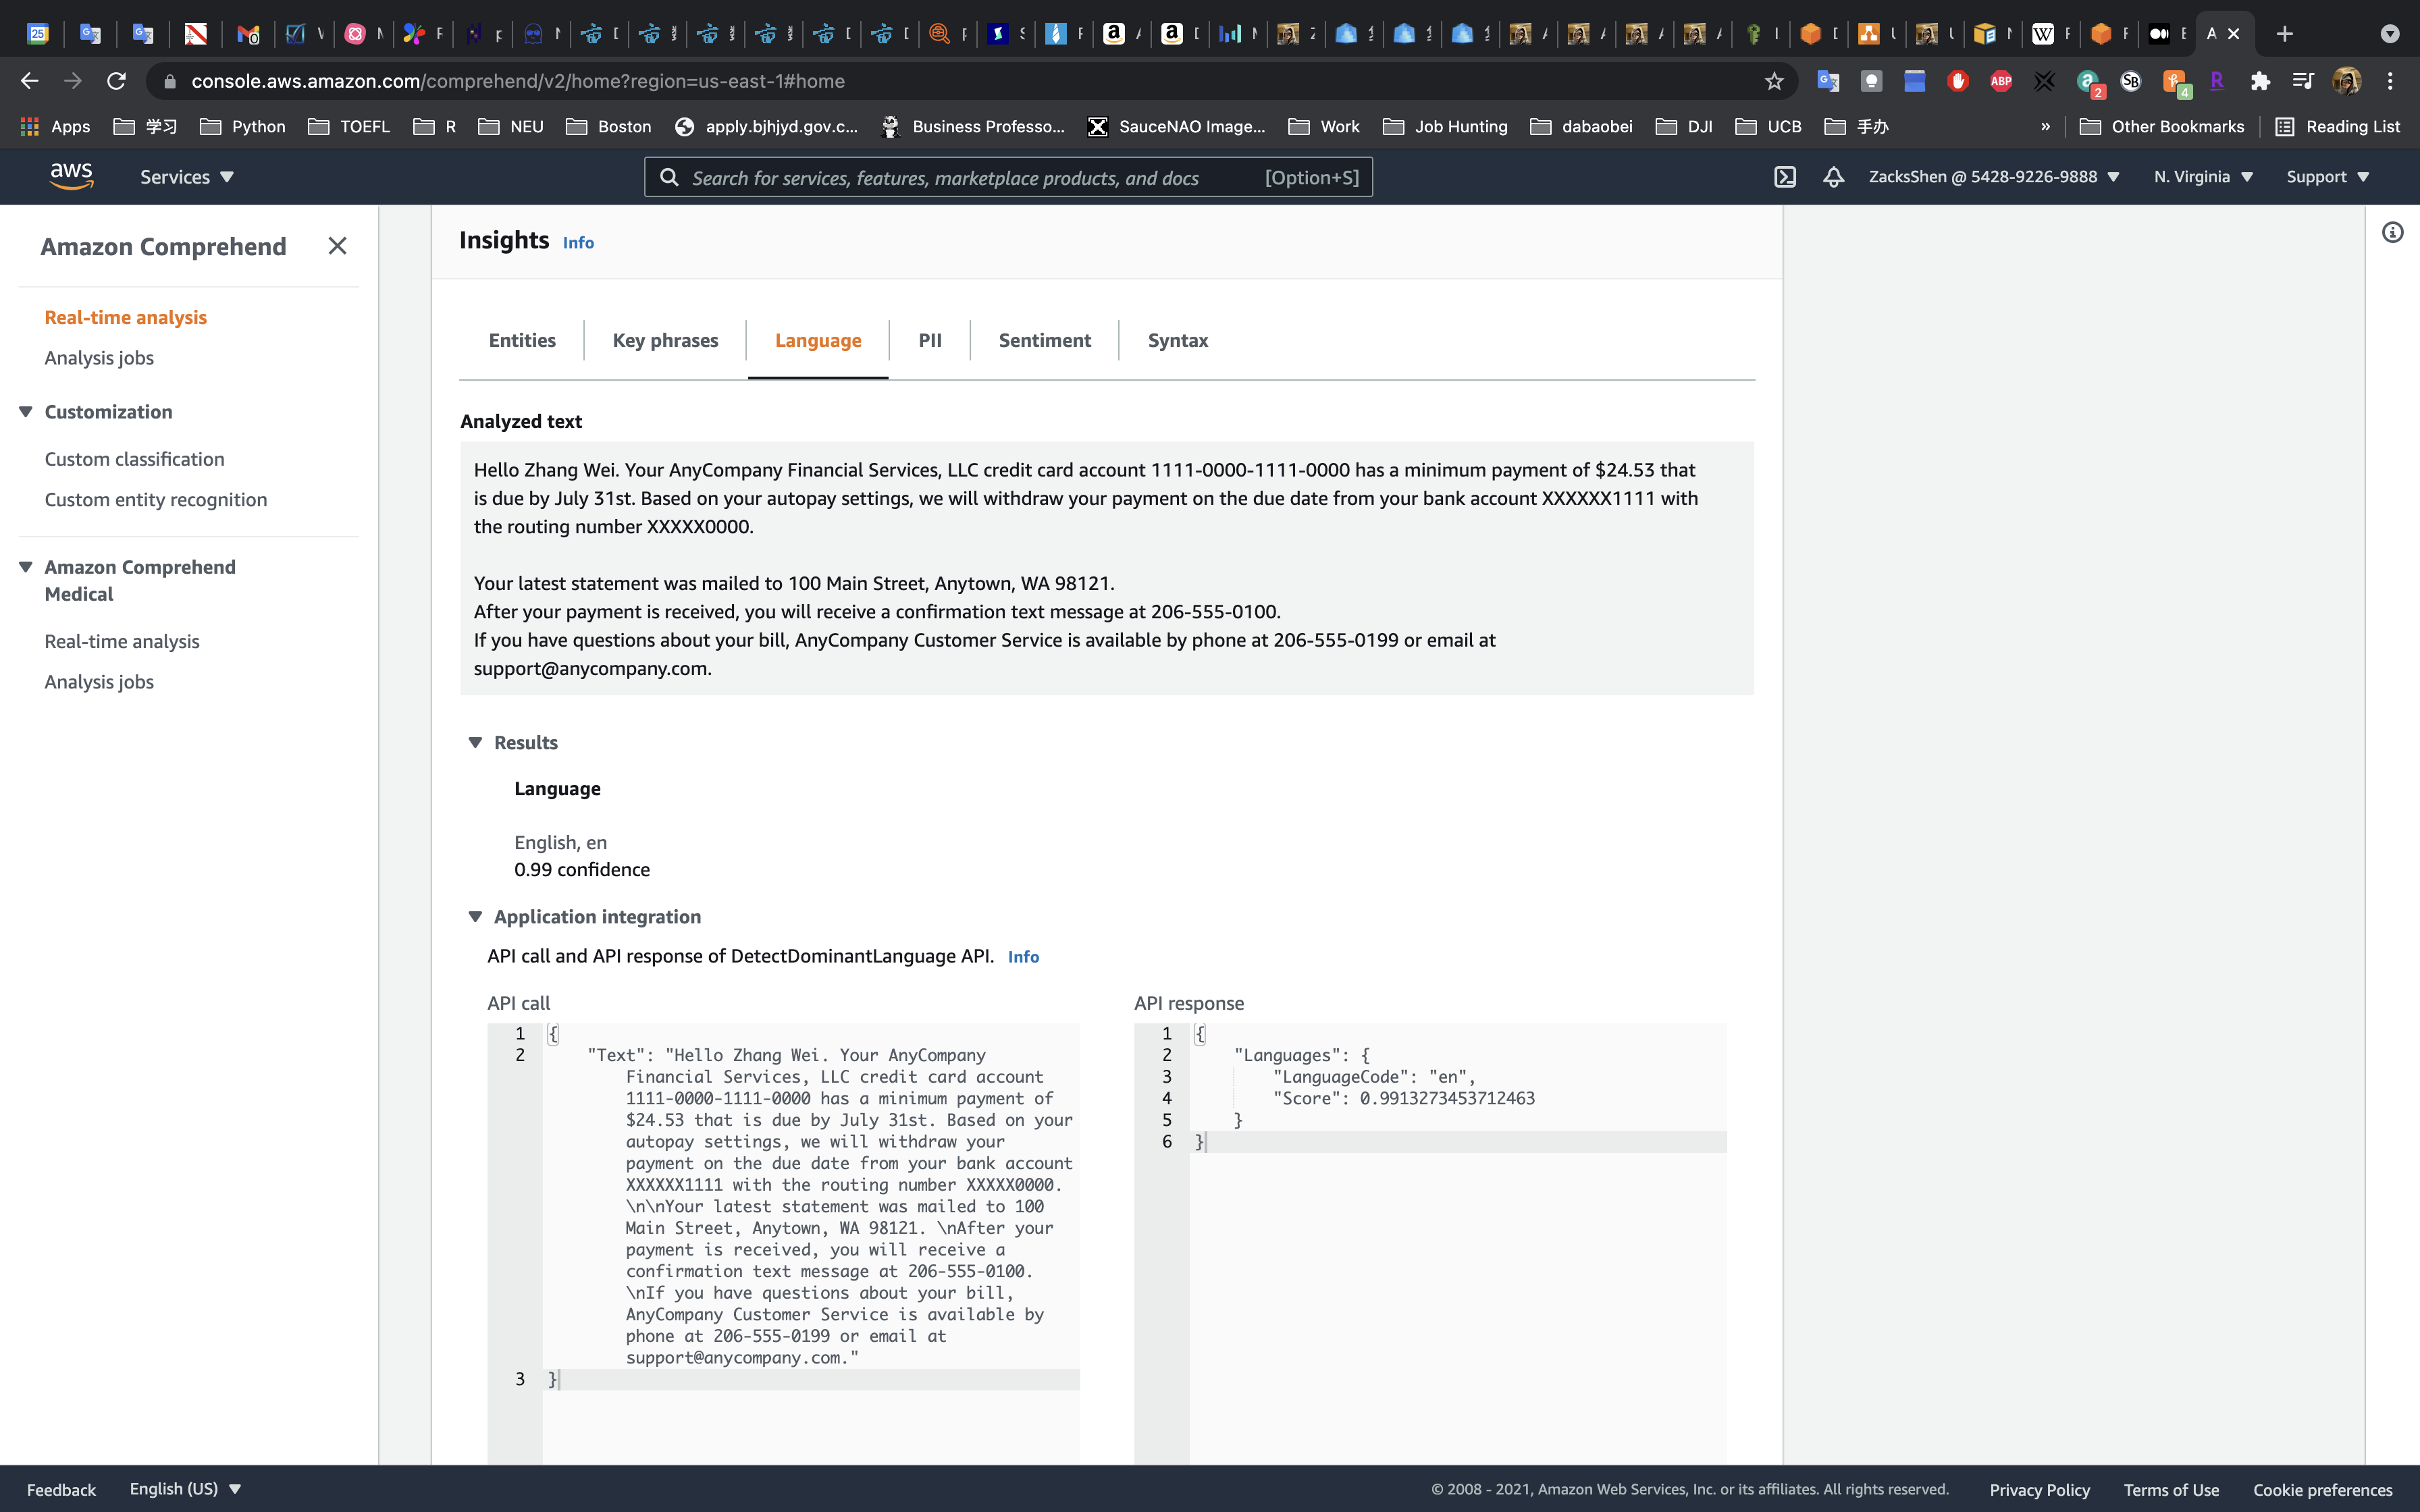 console.aws.amazon.com/comprehend/v2/home?region=us-east-1#home
Apps 学习 Python TOEFL R NEU Boston apply.bjhjyd.gov.c... Business Professo... SauceNAO Image... Work Job Hunting dabaobei DJI UCB 手办 » Other Bookmarks Reading List
aws Services Search for services, features, marketplace products, and docs [Option+S] ZacksShen @ 5428-9226-9888 N. Virginia Support
Amazon Comprehend
Real-time analysis
Analysis jobs
Customization
Custom classification
Custom entity recognition
Amazon Comprehend
Medical
Real-time analysis
Analysis jobs
Insights Info
Entities Key phrases Language PII Sentiment Syntax
Analyzed text
Hello Zhang Wei. Your AnyCompany Financial Services, LLC credit card account 1111-0000-1111-0000 has a minimum payment of $24.53 that
is due by July 31st. Based on your autopay settings, we will withdraw your payment on the due date from your bank account XXXXXX1111 with
the routing number XXXXX0000.
Your latest statement was mailed to 100 Main Street, Anytown, WA 98121.
After your payment is received, you will receive a confirmation text message at 206-555-0100.
If you have questions about your bill, AnyCompany Customer Service is available by phone at 206-555-0199 or email at
support@anycompany.com.
Results
Language
English, en
0.99 confidence
Application integration
API call and API response of DetectDominantLanguage API. Info
API call
1 {
2 "Text": "Hello Zhang Wei. Your AnyCompany
Financial Services, LLC credit card account
1111-0000-1111-0000 has a minimum payment of
$24.53 that is due by July 31st. Based on your
autopay settings, we will withdraw your
payment on the due date from your bank account
XXXXXX1111 with the routing number XXXXX0000.
\n\nYour latest statement was mailed to 100
Main Street, Anytown, WA 98121. \nAfter your
payment is received, you will receive a
confirmation text message at 206-555-0100.
\nIf you have questions about your bill,
AnyCompany Customer Service is available by
phone at 206-555-0199 or email at
support@anycompany.com."
3 }
API response
1 {
2 "Languages": {
3 "LanguageCode": "en",
4 "Score": 0.9913273453712463
5 }
6 }
Feedback English (US) © 2008 - 2021, Amazon Web Services, Inc. or its affiliates. All rights reserved. Privacy Policy Terms of Use Cookie preferences